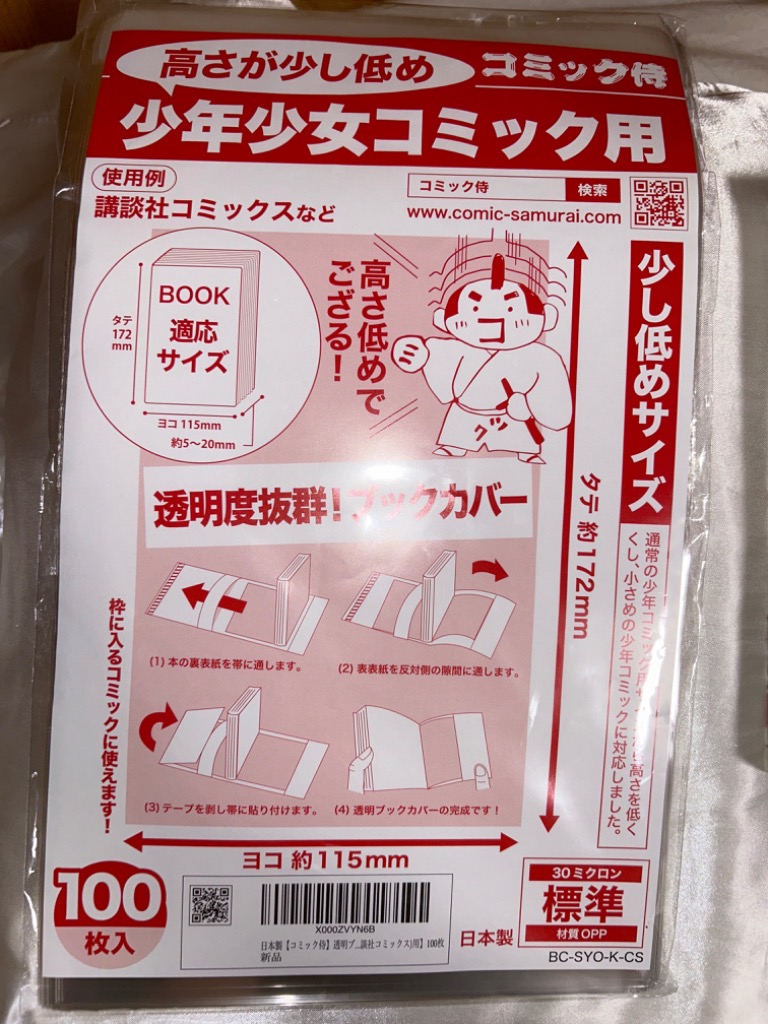 高さが少し低め
コミック侍
少年少女コミック用
使用例
講談社コミックスなど
コミック侍
検索
www.comic-samurai.com
BOOK
適応
サイズ
タテ
172
mm
ヨコ 115mm
約5〜20mm
高さ低めで
ござる!
ミ
クッ
少し低めサイズ
タテ 約172mm
通常の少年コミック用
高さを低く
くし、小さめの少年コミックに対応しました。
透明度抜群!ブックカバー
(1) 本の裏表紙を帯に通します。
(2) 表表紙を反対側の隙間に通します。
(3) テープを剥し帯に貼り付けます。
(4) 透明ブックカバーの完成です!
枠に入るコミックに使えます!
ヨコ 約115mm
100
枚入
X000ZVYN6B
日本製【コミック侍】透明ブ...談社コミックス)用】100枚
新品
日本製
30ミクロン
標準
材質 OPP
BC-SYO-K-CS